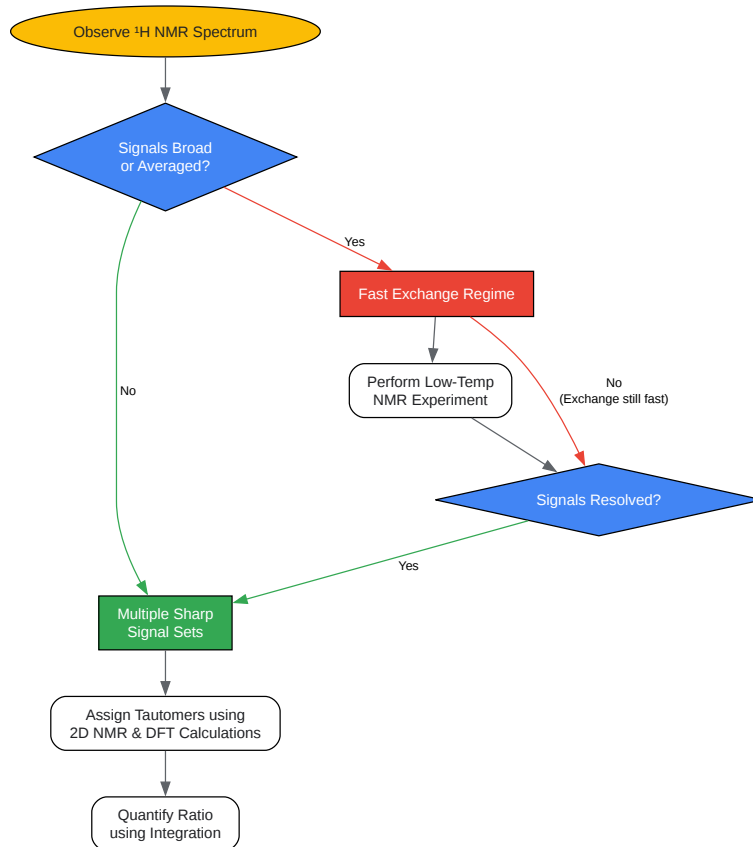 Observe ¹H NMR Spectrum
Signals Broad
or Averaged?
Yes
Fast Exchange Regime
Perform Low-Temp
NMR Experiment
No
(Exchange still fast)
No
Signals Resolved?
Yes
Multiple Sharp
Signal Sets
Assign Tautomers using
2D NMR & DFT Calculations
Quantify Ratio
using Integration